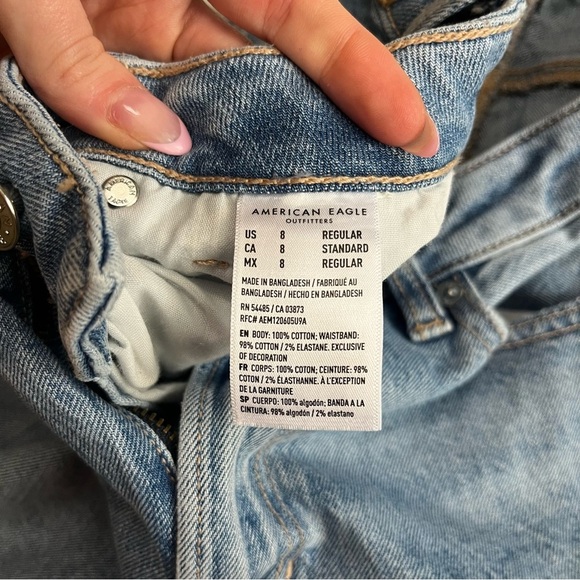 AMERICAN EAGLE
OUTFITTERS
US 8 REGULAR
CA 8 STANDARD
MX 8 REGULAR
MADE IN BANGLADESH / FABRIQUÉ AU
BANGLADESH / HECHO EN BANGLADESH
RN 54485 / CA 03873
RFC# AEM120605U9A
EN BODY: 100% COTTON; WAISTBAND:
98% COTTON / 2% ELASTANE. EXCLUSIVE
OF DECORATION
FR CORPS: 100% COTON; CEINTURE: 98%
COTON / 2% ÉLASTHANNE. À L'EXCEPTION
DE LA GARNITURE
SP CUERPO: 100% algodón; BANDA A LA
CINTURA: 98% algodón / 2% elastano